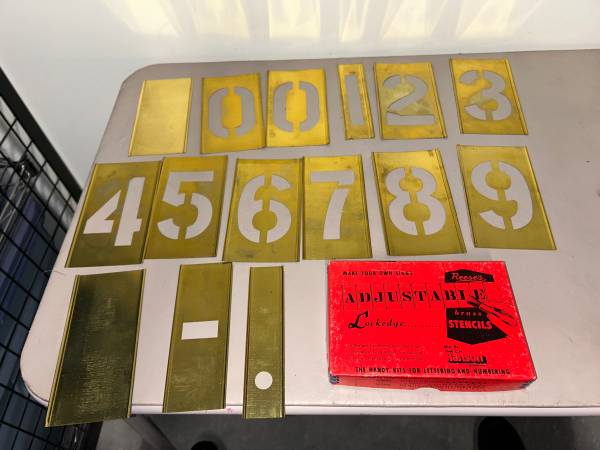 0 0 1 2 3
4 5 6 7 8 9
- .
MAKE YOUR OWN SIGNS
Reese's
ADJUSTABLE
Lockedge
brass
STENCILS
THE HANDY KITS FOR LETTERING AND NUMBERING